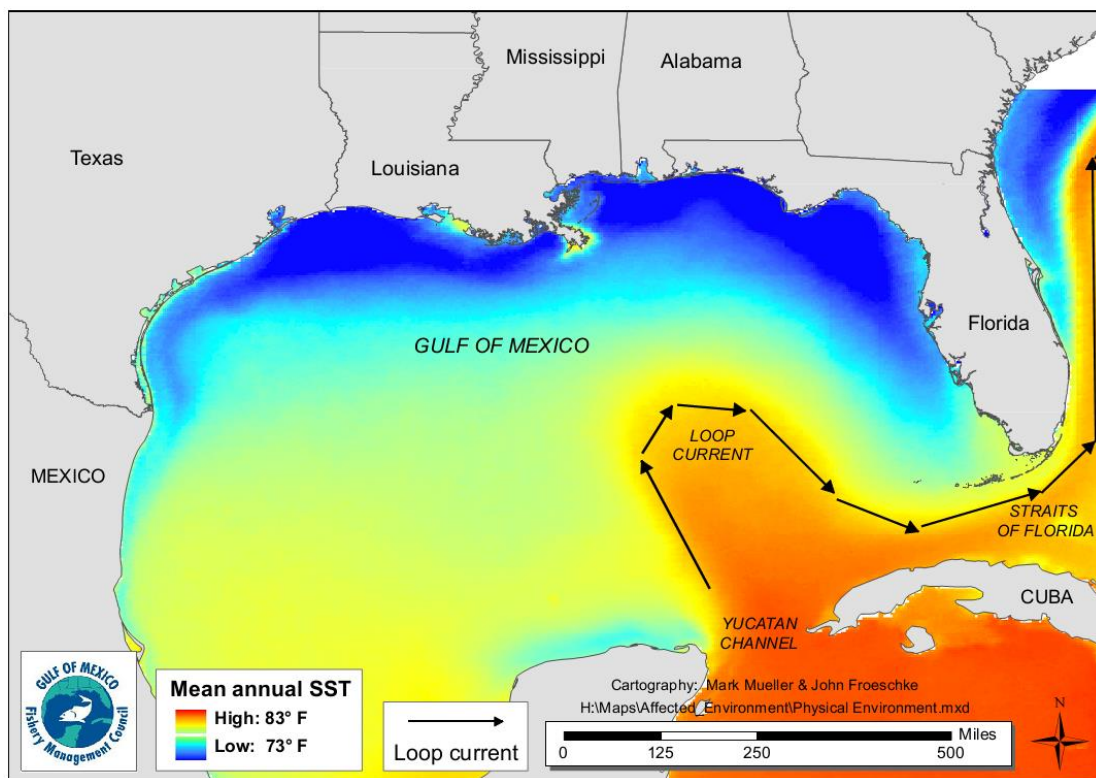 Mississippi
Alabama
Texas
Louisiana
GULF OF MEXICO
Florida
LOOP
CURRENT
MEXICO
STRAITS
OF FLORIDA
CUBA
YUCATAN
CHANNEL
GULF OF MEXICO
Fishery Management Council
Mean annual SST
High: 83° F
Low: 73° F
Loop current
Cartography: Mark Mueller & John Froeschke
H:\Maps\Affected_Environment\Physical Environment.mxd
Miles
0 125 250 500
N